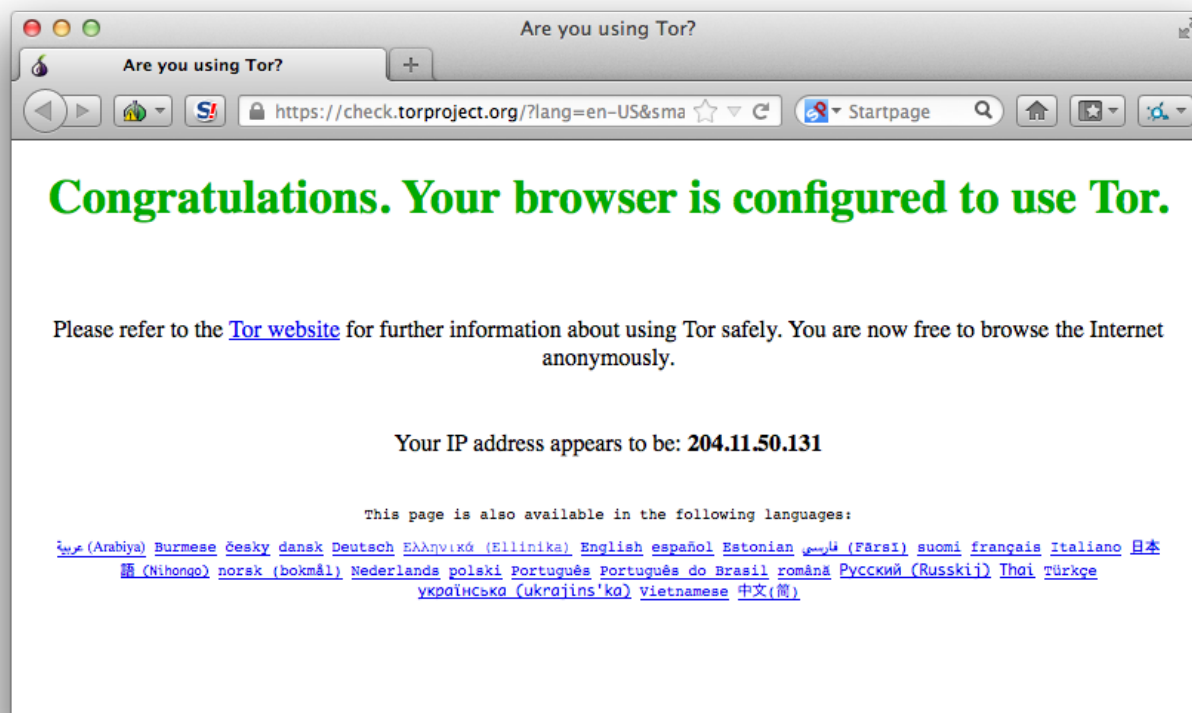 Are you using Tor?
Are you using Tor?
https://check.torproject.org/?lang=en-US&sma
Startpage
Congratulations. Your browser is configured to use Tor.
Please refer to the Tor website for further information about using Tor safely. You are now free to browse the Internet
anonymously.
Your IP address appears to be: 204.11.50.131
This page is also available in the following languages:
عربية (Arabiya) Burmese česky dansk Deutsch Ελληνικά (Ellinika) English español Estonian فارسی (Fārsī) suomi français Italiano 日本
語 (Nihongo) norsk (bokmål) Nederlands polski Português Português do Brasil română Русский (Russkij) Thai Türkçe
українська (ukrajins'ka) Vietnamese 中文(简)